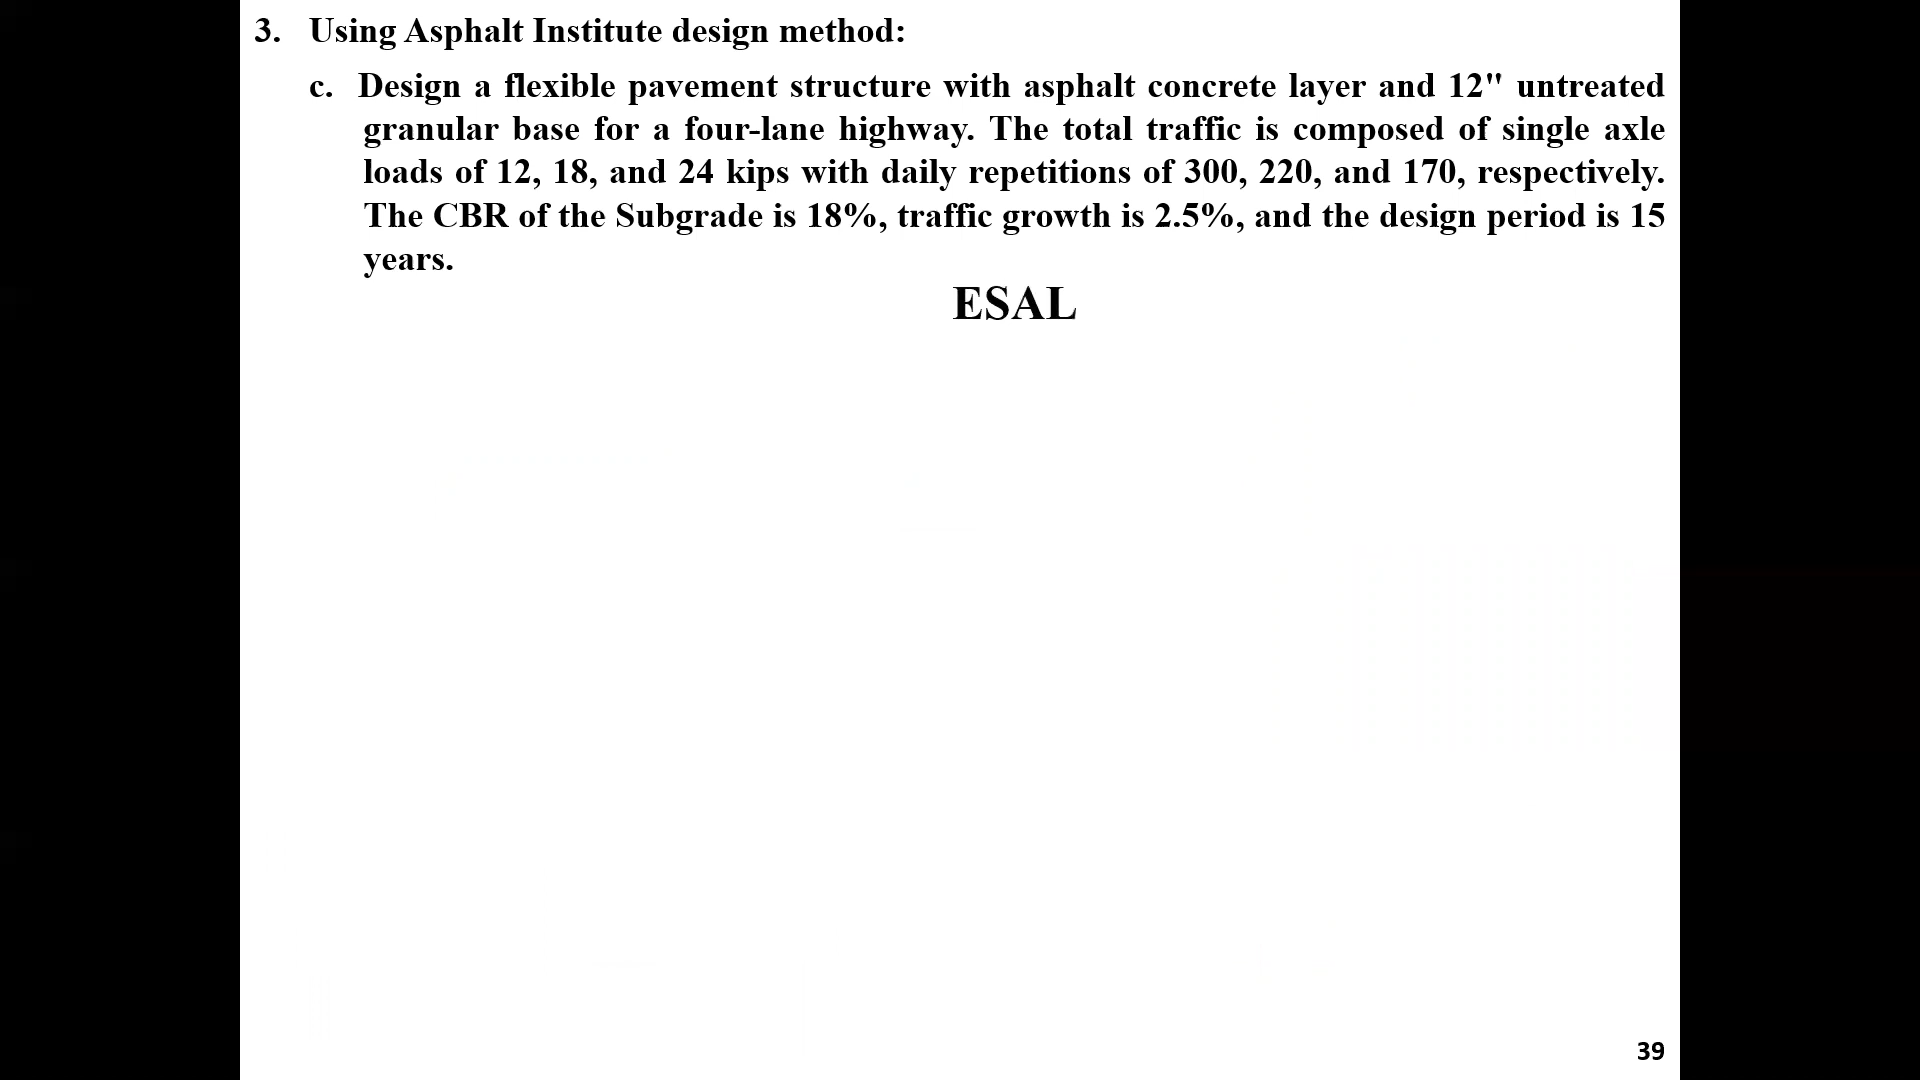 3. Using Asphalt Institute design method:
c. Design a flexible pavement structure with asphalt concrete layer and 12" untreated
granular base for a four-lane highway. The total traffic is composed of single axle
loads of 12, 18, and 24 kips with daily repetitions of 300, 220, and 170, respectively.
The CBR of the Subgrade is 18%, traffic growth is 2.5%, and the design period is 15
years.
ESAL
39